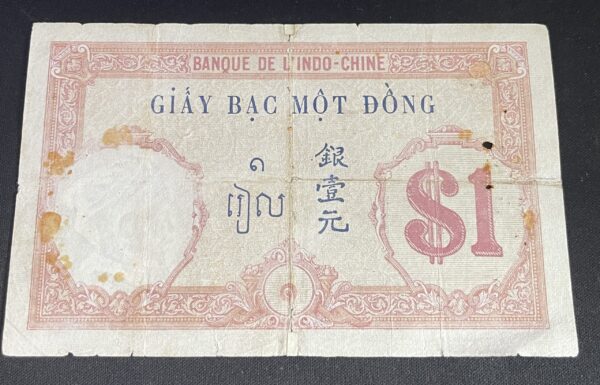 BANQUE DE L'INDO-CHINE
GIẤY BẠC MỘT ĐỒNG
១
រៀល
銀壹元
$1